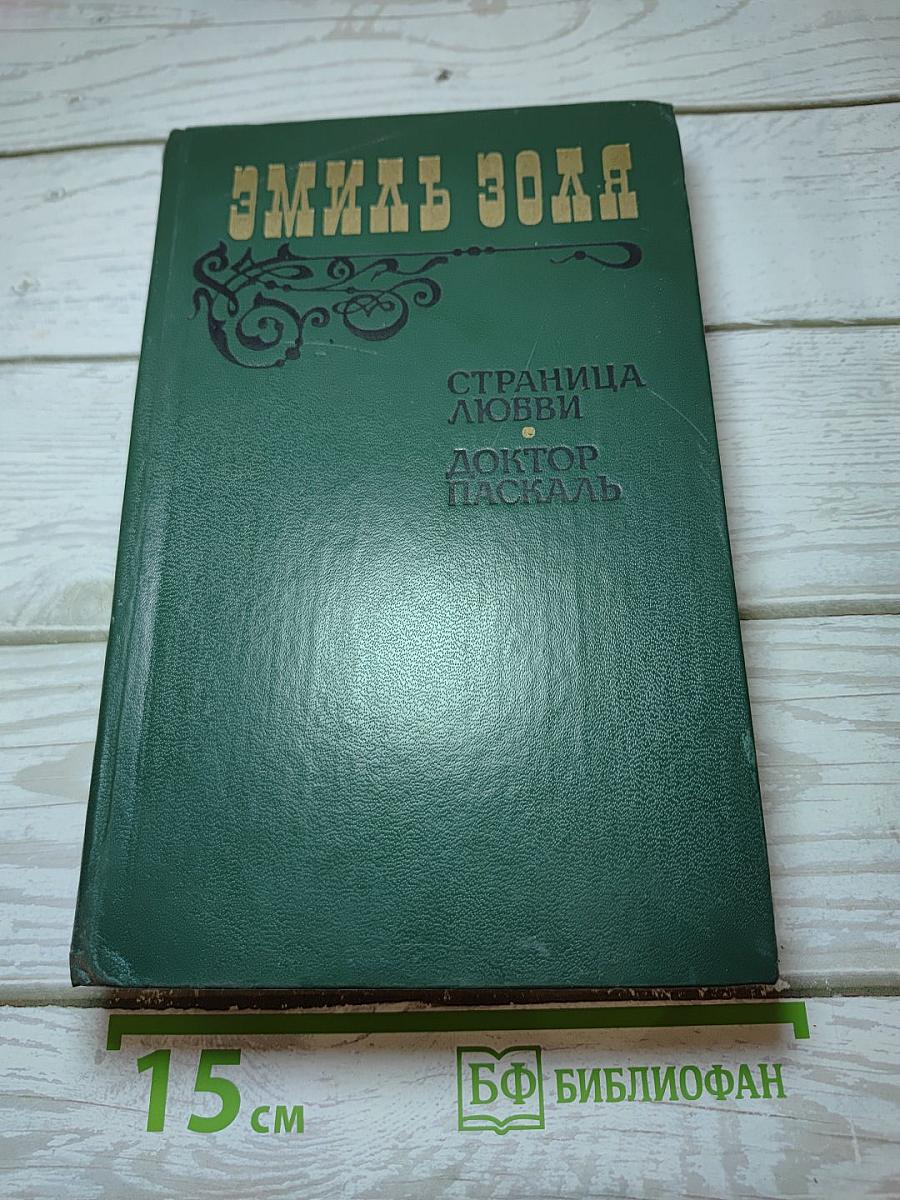 ЭМИЛЬ ЗОЛЯ
СТРАНИЦА
ЛЮБВИ
ДОКТОР
ПАСКАЛЬ
15 см
БФ БИБЛИОФАН